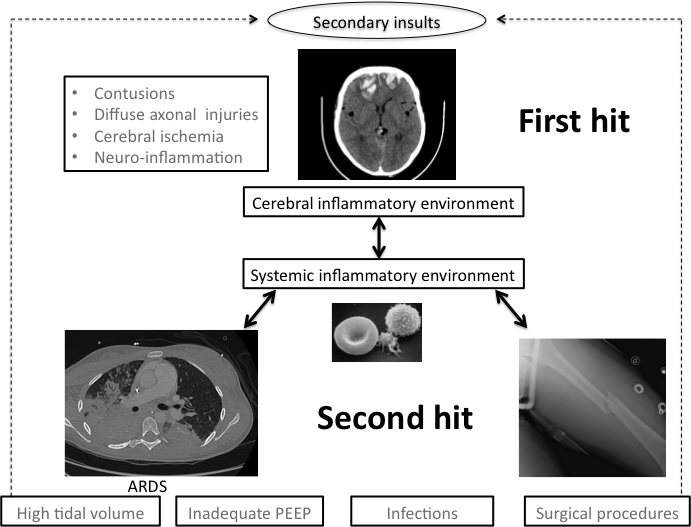 Secondary insults
• Contusions
• Diffuse axonal injuries
• Cerebral ischemia
• Neuro-inflammation
First hit
Cerebral inflammatory environment
Systemic inflammatory environment
Second hit
ARDS
High tidal volume
Inadequate PEEP
Infections
Surgical procedures